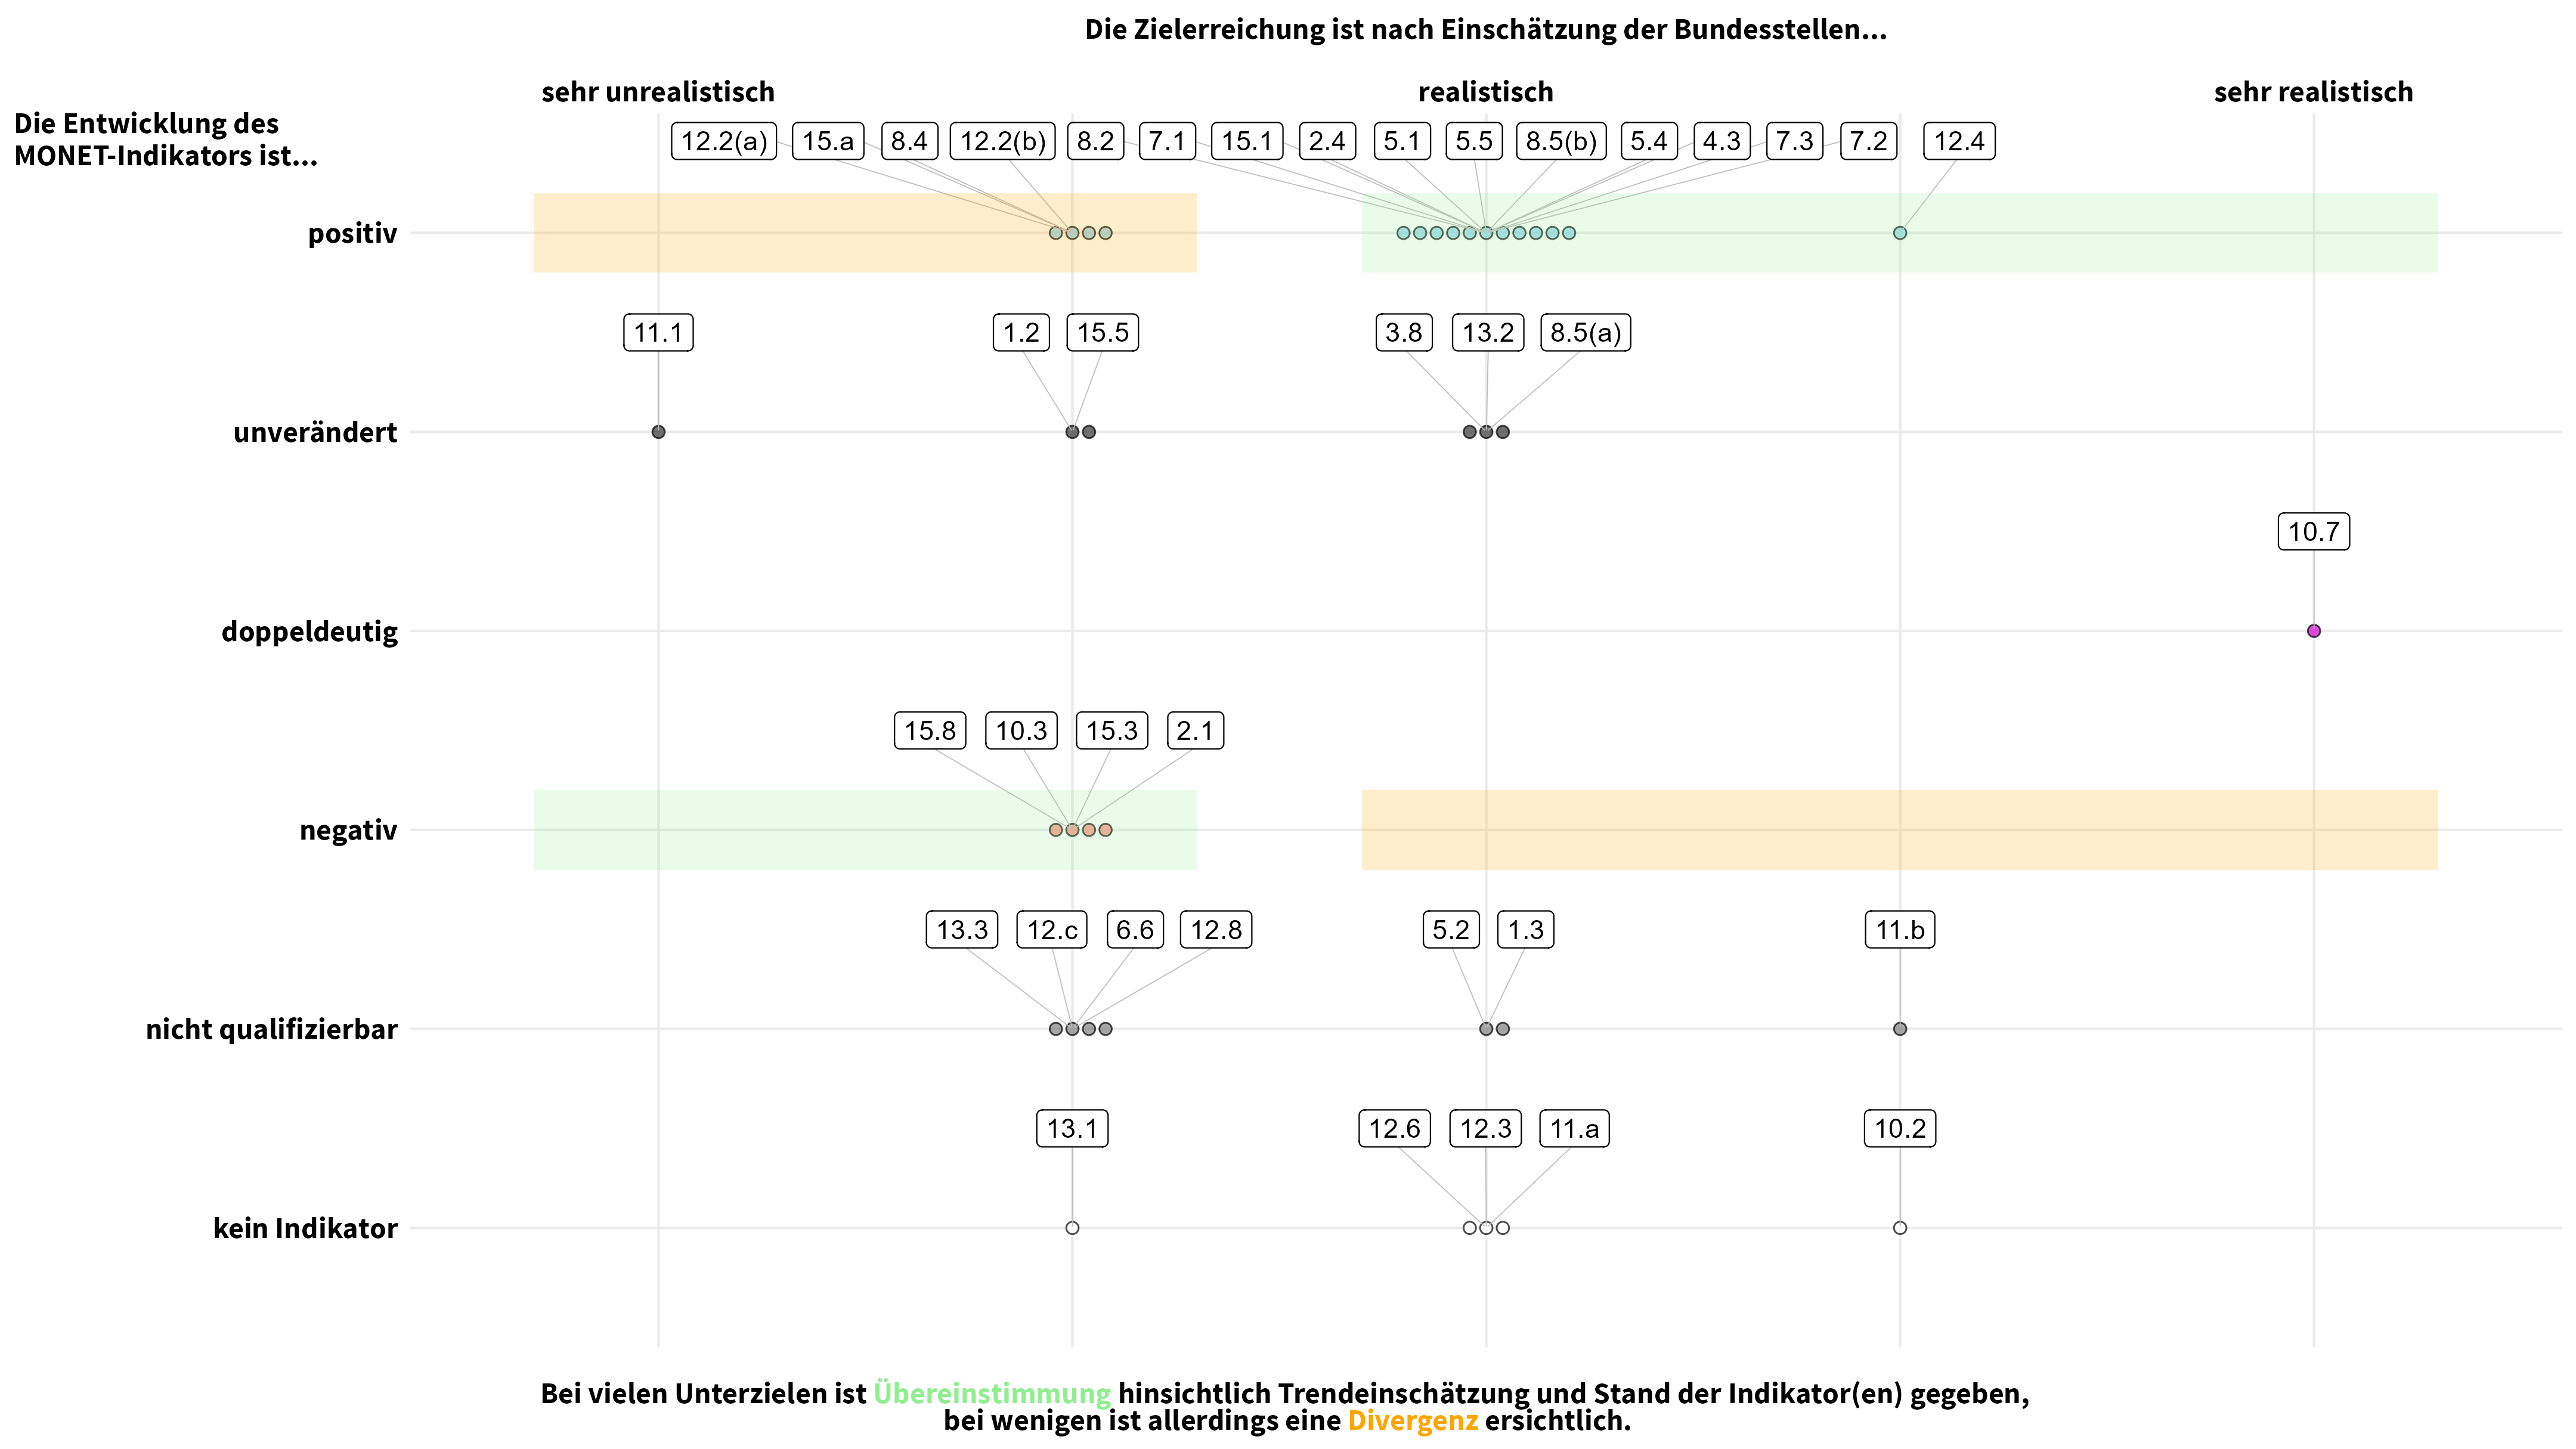 Die Zielerreichung ist nach Einschätzung der Bundesstellen...
sehr unrealistisch realistisch sehr realistisch
Die Entwicklung des
MONET-Indikators ist...
12.2(a) 15.a 8.4 12.2(b) 8.2 7.1 15.1 2.4 5.1 5.5 8.5(b) 5.4 4.3 7.3 7.2 12.4
positiv
11.1 1.2 15.5 3.8 13.2 8.5(a)
unverändert
10.7
doppeldeutig
15.8 10.3 15.3 2.1
negativ
13.3 12.c 6.6 12.8 5.2 1.3 11.b
nicht qualifizierbar
13.1 12.6 12.3 11.a 10.2
kein Indikator
Bei vielen Unterzielen ist Übereinstimmung hinsichtlich Trendeinschätzung und Stand der Indikator(en) gegeben,
bei wenigen ist allerdings eine Divergenz ersichtlich.